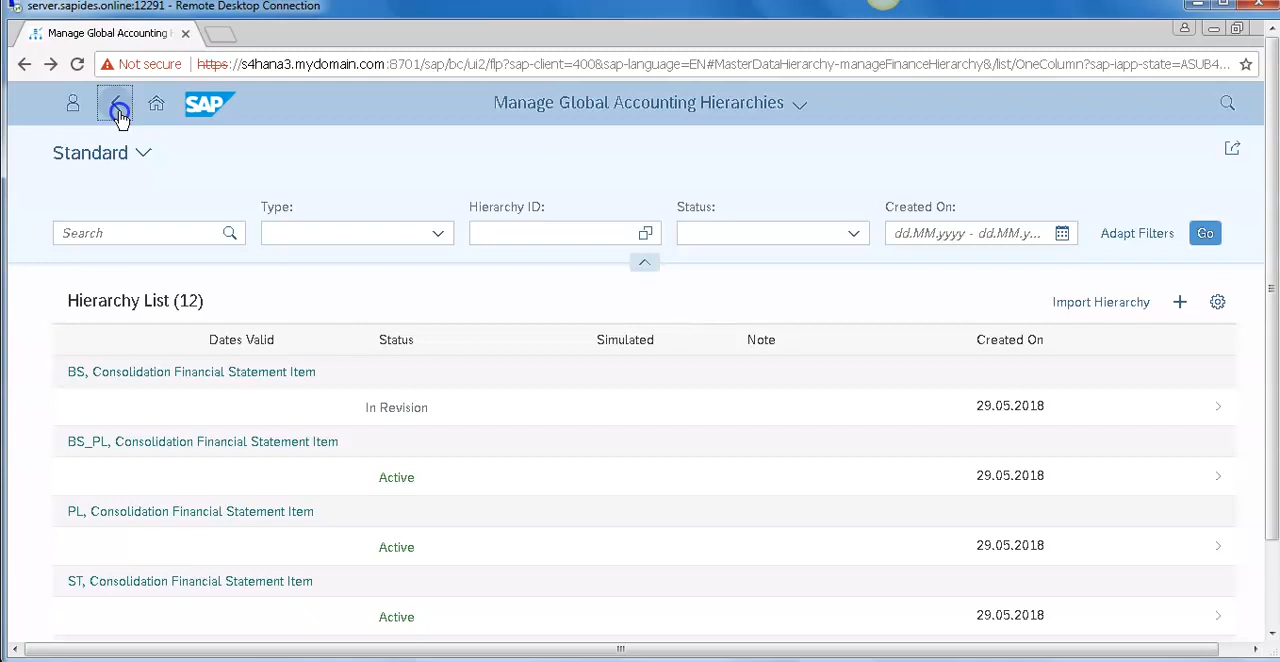 server.sapides.online:12291 - Remote Desktop Connection
Manage Global Accounting H
Not secure https://s4hana3.mydomain.com:8701/sap/bc/ui2/flp?sap-client=400&sap-language=EN#MasterDataHierarchy-manageFinanceHierarchy&/list/OneColumn?sap-iapp-state=ASUB4...
SAP
Manage Global Accounting Hierarchies
Standard
Type:
Hierarchy ID:
Status:
Created On:
Search
dd.MM.yyyy - dd.MM.y...
Adapt Filters
Go
Hierarchy List (12)
Import Hierarchy
Dates Valid
Status
Simulated
Note
Created On
BS, Consolidation Financial Statement Item
In Revision
29.05.2018
BS_PL, Consolidation Financial Statement Item
Active
29.05.2018
PL, Consolidation Financial Statement Item
Active
29.05.2018
ST, Consolidation Financial Statement Item
Active
29.05.2018